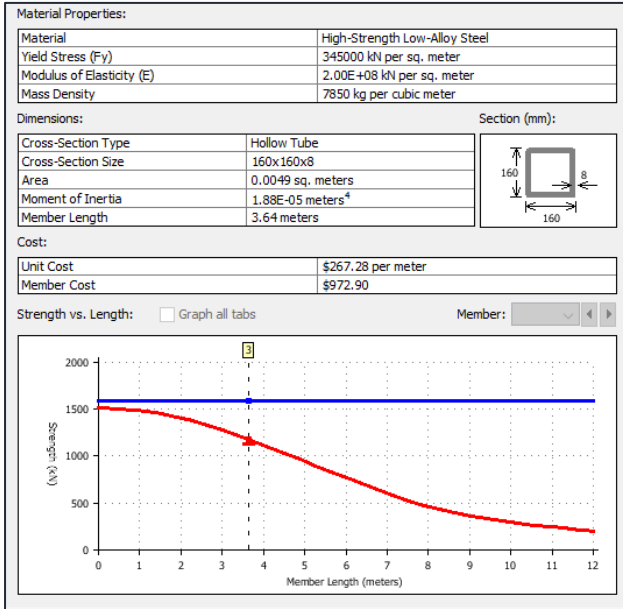 Material Properties:
Material High-Strength Low-Alloy Steel
Yield Stress (Fy) 345000 kN per sq. meter
Modulus of Elasticity (E) 2.00E+08 kN per sq. meter
Mass Density 7850 kg per cubic meter
Dimensions: Section (mm):
Cross-Section Type Hollow Tube
Cross-Section Size 160x160x8
Area 0.0049 sq. meters
Moment of Inertia 1.88E-05 meters⁴
Member Length 3.64 meters
160
8
160
Cost:
Unit Cost $267.28 per meter
Member Cost $972.90
Strength vs. Length: Graph all tabs Member:
3
2000
1500
1000
500
0
Strength (kN)
0 1 2 3 4 5 6 7 8 9 10 11 12
Member Length (meters)